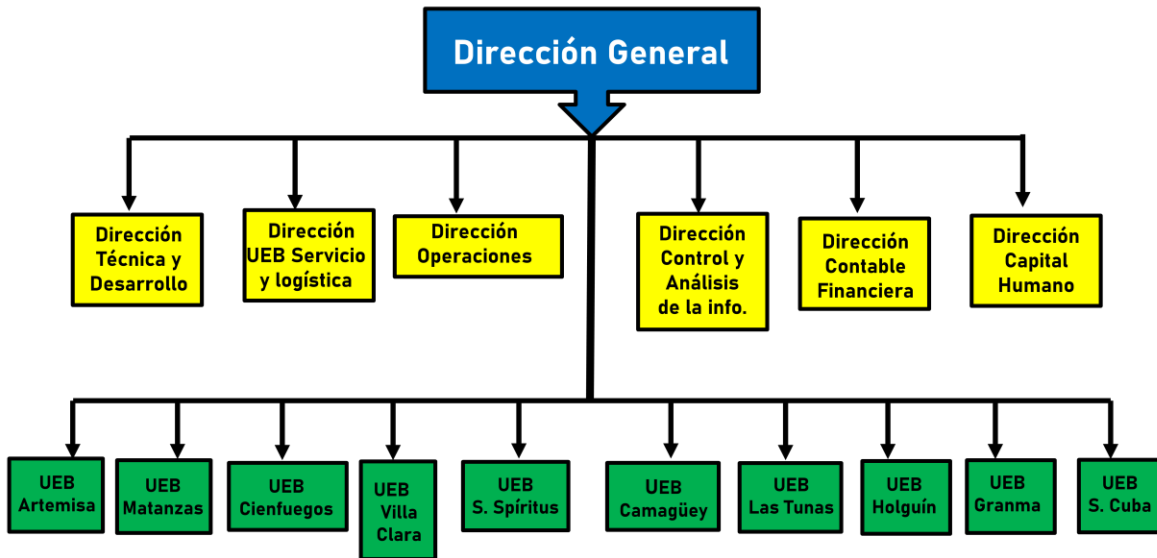 Dirección General
Dirección
Técnica y
Desarrollo
Dirección
UEB Servicio
y logística
Dirección
Operaciones
Dirección
Control y
Análisis
de la info.
Dirección
Contable
Financiera
Dirección
Capital
Humano
UEB
Artemisa
UEB
Matanzas
UEB
Cienfuegos
UEB
Villa
Clara
UEB
S. Spíritus
UEB
Camagüey
UEB
Las Tunas
UEB
Holguín
UEB
Granma
UEB
S. Cuba